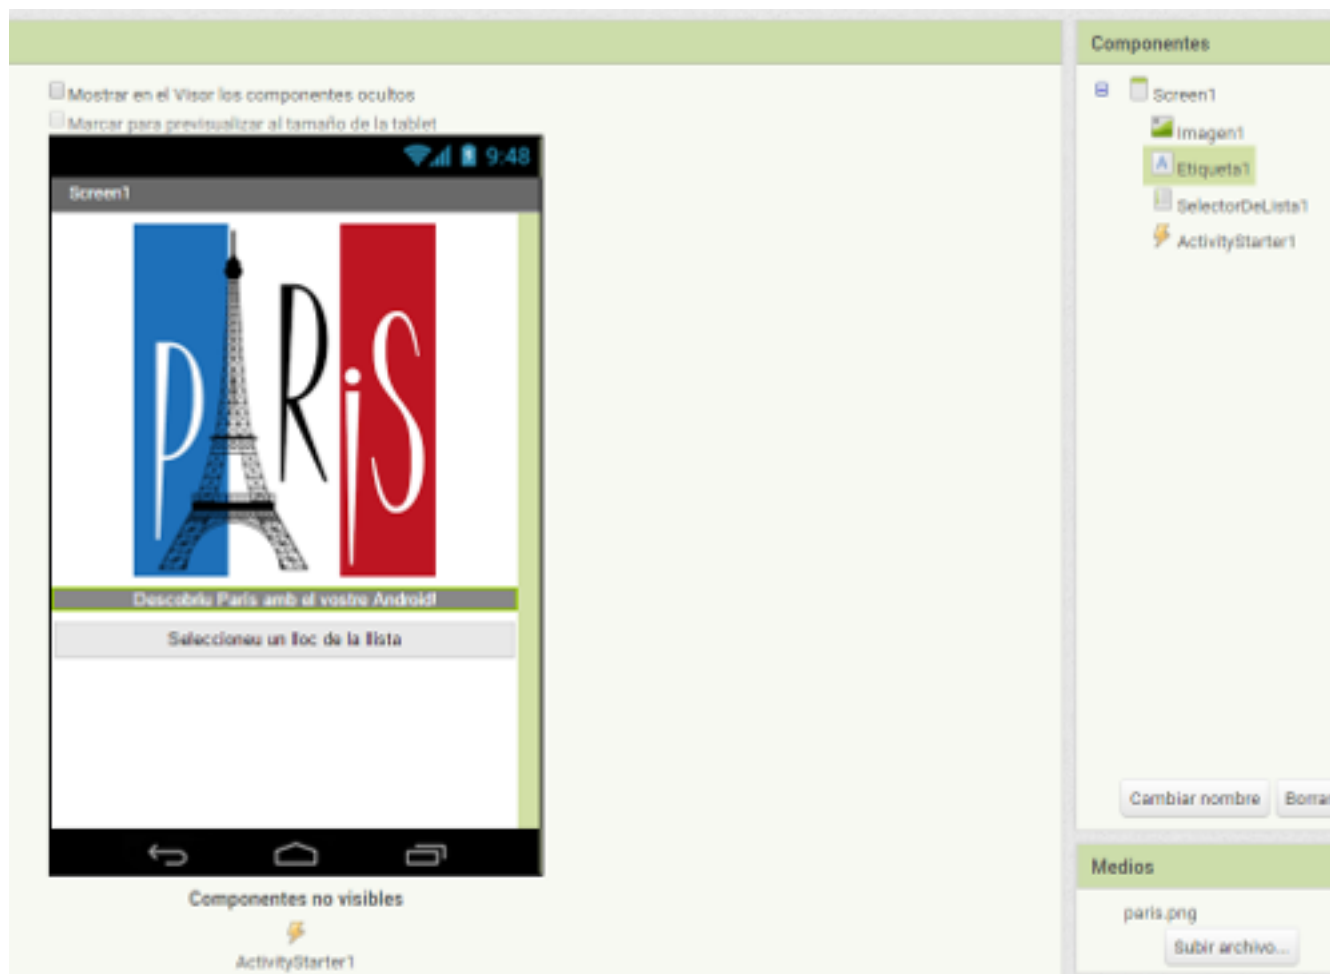 Componentes
Mostrar en el Visor los componentes ocultos
Marcar para previsualizar al tamaño de la tablet
9:48
Screen1
PARiS
Descobriu París amb el vostre Android!
Seleccioneu un lloc de la llista
Componentes no visibles
ActivityStarter1
Screen1
Imagen1
A
Etiqueta1
SelectorDeLista1
ActivityStarter1
Cambiar nombre
Medios
paris.png
Subir archivo...